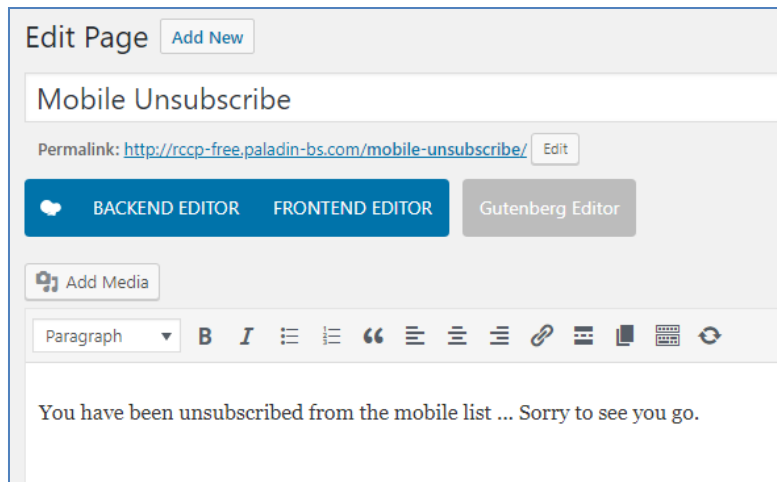 Edit Page Add New
Mobile Unsubscribe
Permalink: http://rccp-free.paladin-bs.com/mobile-unsubscribe/ Edit
BACKEND EDITOR FRONTEND EDITOR Gutenberg Editor
Add Media
Paragraph B I
You have been unsubscribed from the mobile list ... Sorry to see you go.